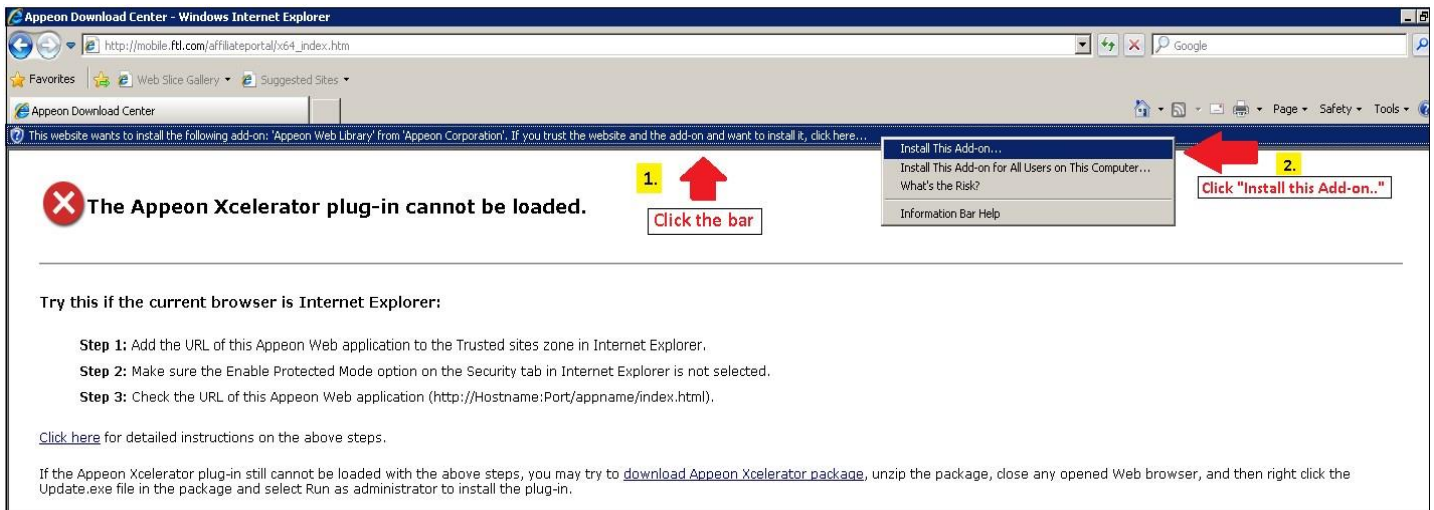 Appeon Download Center - Windows Internet Explorer
http://mobile.ftl.com/affiliateportal/x64_index.htm
Google
Favorites Web Slice Gallery Suggested Sites
Appeon Download Center
Page Safety Tools
This website wants to install the following add-on: 'Appeon Web Library' from 'Appeon Corporation'. If you trust the website and the add-on and want to install it, click here...
Install This Add-on...
Install This Add-on for All Users on This Computer...
What's the Risk?
Information Bar Help
1.
Click the bar
2.
Click "Install this Add-on.."
The Appeon Xcelerator plug-in cannot be loaded.
Try this if the current browser is Internet Explorer:
Step 1: Add the URL of this Appeon Web application to the Trusted sites zone in Internet Explorer.
Step 2: Make sure the Enable Protected Mode option on the Security tab in Internet Explorer is not selected.
Step 3: Check the URL of this Appeon Web application (http://Hostname:Port/appname/index.html).
Click here for detailed instructions on the above steps.
If the Appeon Xcelerator plug-in still cannot be loaded with the above steps, you may try to download Appeon Xcelerator package, unzip the package, close any opened Web browser, and then right click the
Update.exe file in the package and select Run as administrator to install the plug-in.